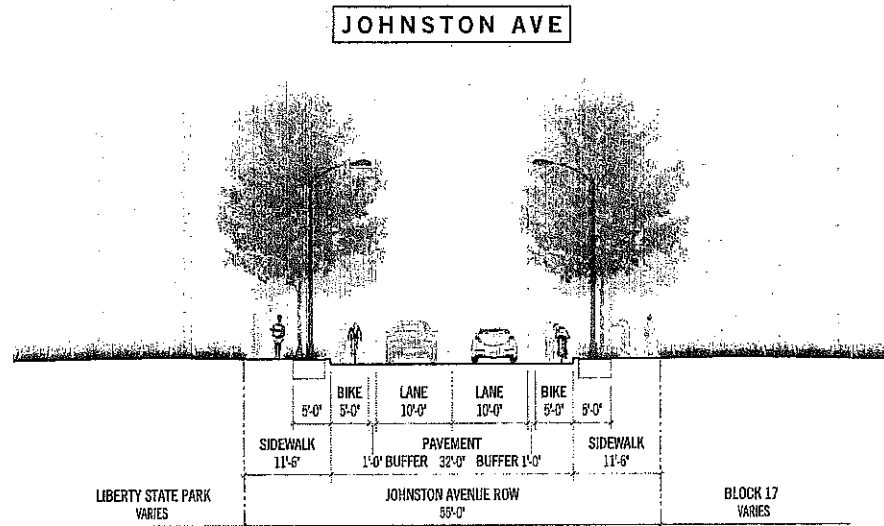 JOHNSTON AVE
BIKE LANE LANE BIKE
5'-0" 5'-0" 10'-0" 10'-0" 5'-0" 5'-0"
SIDEWALK PAVEMENT SIDEWALK
11'-6" 1'-0" BUFFER 32'-0" BUFFER 1'-0" 11'-6"
LIBERTY STATE PARK JOHNSTON AVENUE ROW BLOCK 17
VARIES 55'-0" VARIES